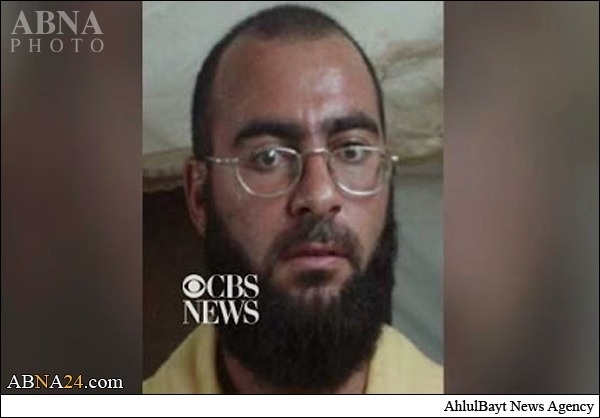 ABNA
PHOTO
CBS
NEWS
ABNA24.com
AhlulBayt News Agency